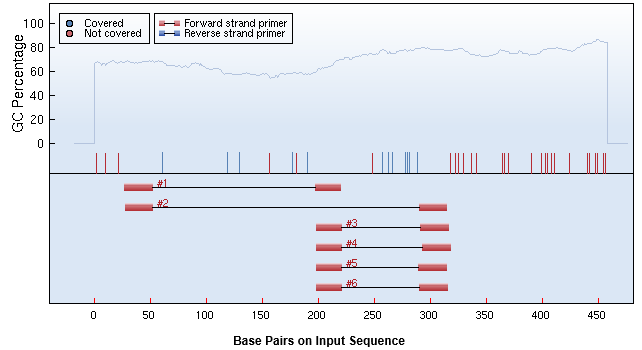 GC Percentage
100
80
60
40
20
0
Covered
Not covered
Forward strand primer
Reverse strand primer
#1
#2
#3
#4
#5
#6
0 50 100 150 200 250 300 350 400 450
Base Pairs on Input Sequence